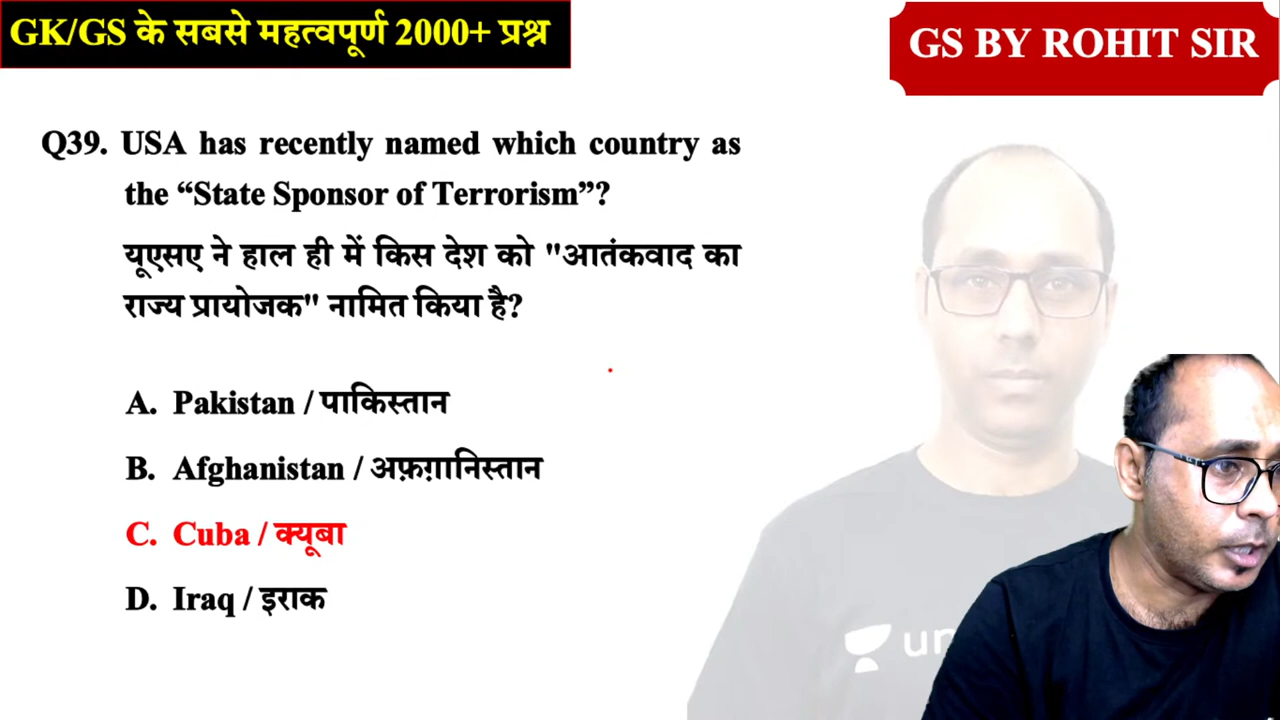 GK/GS के सबसे महत्वपूर्ण 2000+ प्रश्न
GS BY ROHIT SIR
Q39. USA has recently named which country as
the “State Sponsor of Terrorism”?
यूएसए ने हाल ही में किस देश को "आतंकवाद का
राज्य प्रायोजक" नामित किया है?
A. Pakistan / पाकिस्तान
B. Afghanistan / अफ़ग़ानिस्तान
C. Cuba / क्यूबा
D. Iraq / इराक